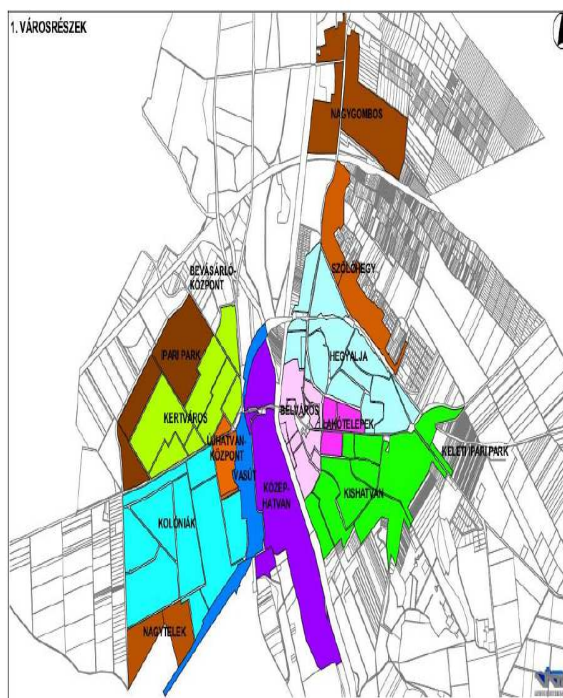 1. VÁROSRÉSZEK
NAGYGOMBOS
SZŐLŐHEGY
BEVÁSÁRLÓ-
KÖZPONT
HEGYALJA
IPARI PARK
BELVÁROS
LAKÓTELEPEK
KERTVÁROS
ÚJHATVAN-
KÖZPONT
KELETI IPARI PARK
VASÚT
KÖZÉP-
HATVAN
KISHATVAN
KOLÓNIÁK
NAGYTELEK